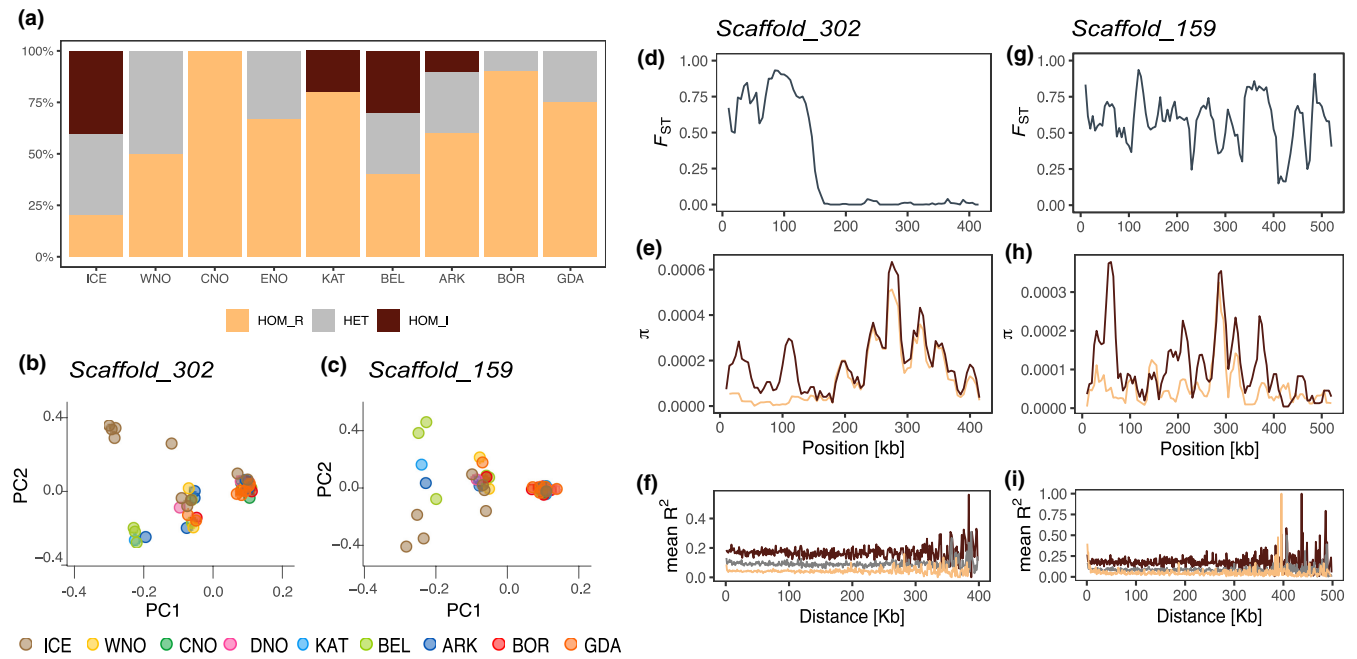 (a)
100%
75%
50%
25%
0%
ICE WNO CNO ENO KAT BEL ARK BOR GDA
HOM_R HET HOM_I
(b) Scaffold_302
PC2
0.4
0.0
−0.4
−0.4 −0.2 0.0 0.2
PC1
(c) Scaffold_159
0.4
0.0
−0.4
−0.4 −0.2 0.0 0.2
PC1
ICE WNO CNO DNO KAT BEL ARK BOR GDA
Scaffold_302
(d)
FST
1.00
0.75
0.50
0.25
0.00
0 100 200 300 400
(e)
π
0.0006
0.0004
0.0002
0.0000
0 100 200 300 400
Position [kb]
(f)
mean R²
0.4
0.2
0.0
0 100 200 300 400
Distance [Kb]
Scaffold_159
(g)
FST
1.00
0.75
0.50
0.25
0.00
0 100 200 300 400 500
(h)
π
0.0003
0.0002
0.0001
0.0000
0 100 200 300 400 500
Position [kb]
(i)
mean R²
1.00
0.75
0.50
0.25
0.00
0 100 200 300 400 500
Distance [Kb]